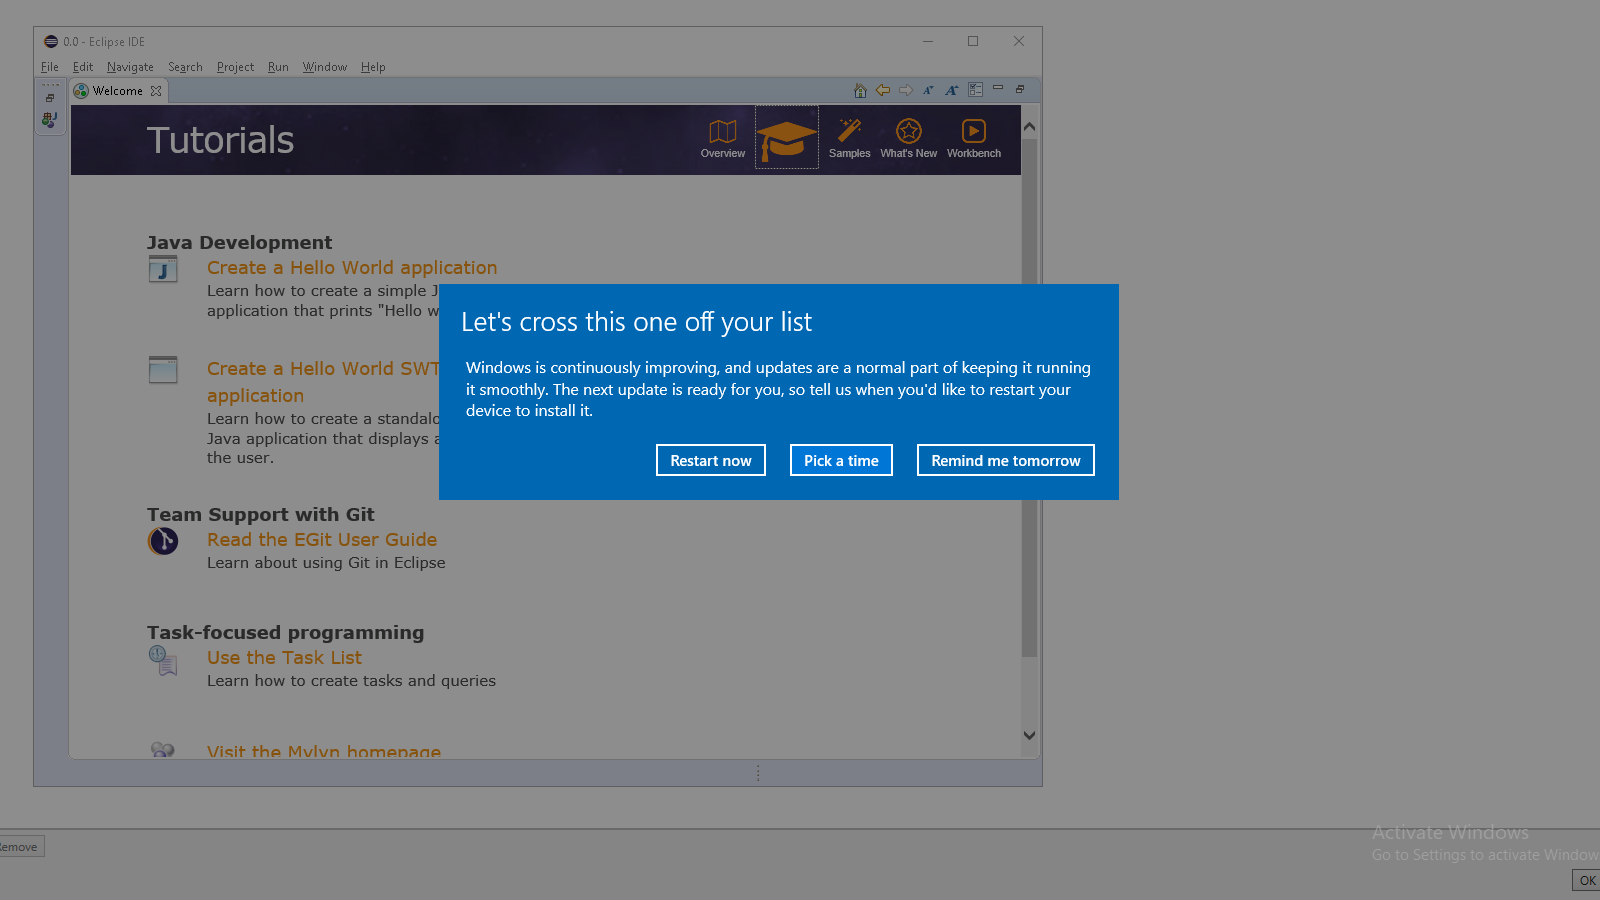 0.0 - Eclipse IDE
File Edit Navigate Search Project Run Window Help
Welcome
Tutorials
Overview
Samples
What's New
Workbench
Java Development
Create a Hello World application
Learn how to create a simple J
application that prints "Hello w
Create a Hello World SWT
application
Learn how to create a standalo
Java application that displays a
the user.
Let's cross this one off your list
Windows is continuously improving, and updates are a normal part of keeping it running
it smoothly. The next update is ready for you, so tell us when you'd like to restart your
device to install it.
Restart now
Pick a time
Remind me tomorrow
Team Support with Git
Read the EGit User Guide
Learn about using Git in Eclipse
Task-focused programming
Use the Task List
Learn how to create tasks and queries
Visit the Mylyn homepage
emove
Activate Windows
Go to Settings to activate Window
OK